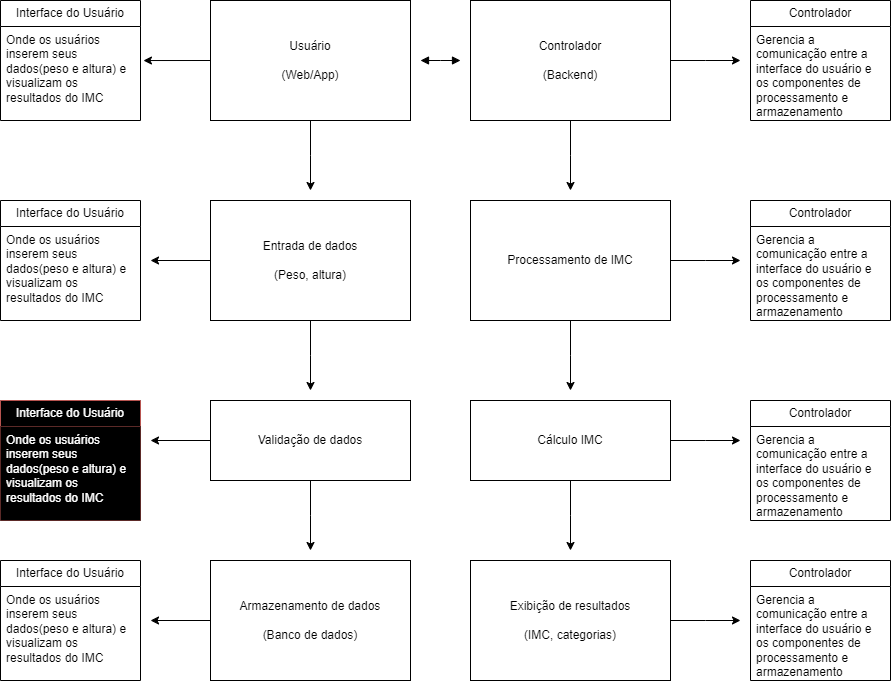 Interface do Usuário
Onde os usuários
inserem seus
dados(peso e altura) e
visualizam os
resultados do IMC
Usuário
(Web/App)
Controlador
(Backend)
Controlador
Gerencia a
comunicação entre a
interface do usuário e
os componentes de
processamento e
armazenamento
Interface do Usuário
Onde os usuários
inserem seus
dados(peso e altura) e
visualizam os
resultados do IMC
Entrada de dados
(Peso, altura)
Processamento de IMC
Controlador
Gerencia a
comunicação entre a
interface do usuário e
os componentes de
processamento e
armazenamento
Interface do Usuário
Onde os usuários
inserem seus
dados(peso e altura) e
visualizam os
resultados do IMC
Validação de dados
Cálculo IMC
Controlador
Gerencia a
comunicação entre a
interface do usuário e
os componentes de
processamento e
armazenamento
Interface do Usuário
Onde os usuários
inserem seus
dados(peso e altura) e
visualizam os
resultados do IMC
Armazenamento de dados
(Banco de dados)
Exibição de resultados
(IMC, categorias)
Controlador
Gerencia a
comunicação entre a
interface do usuário e
os componentes de
processamento e
armazenamento